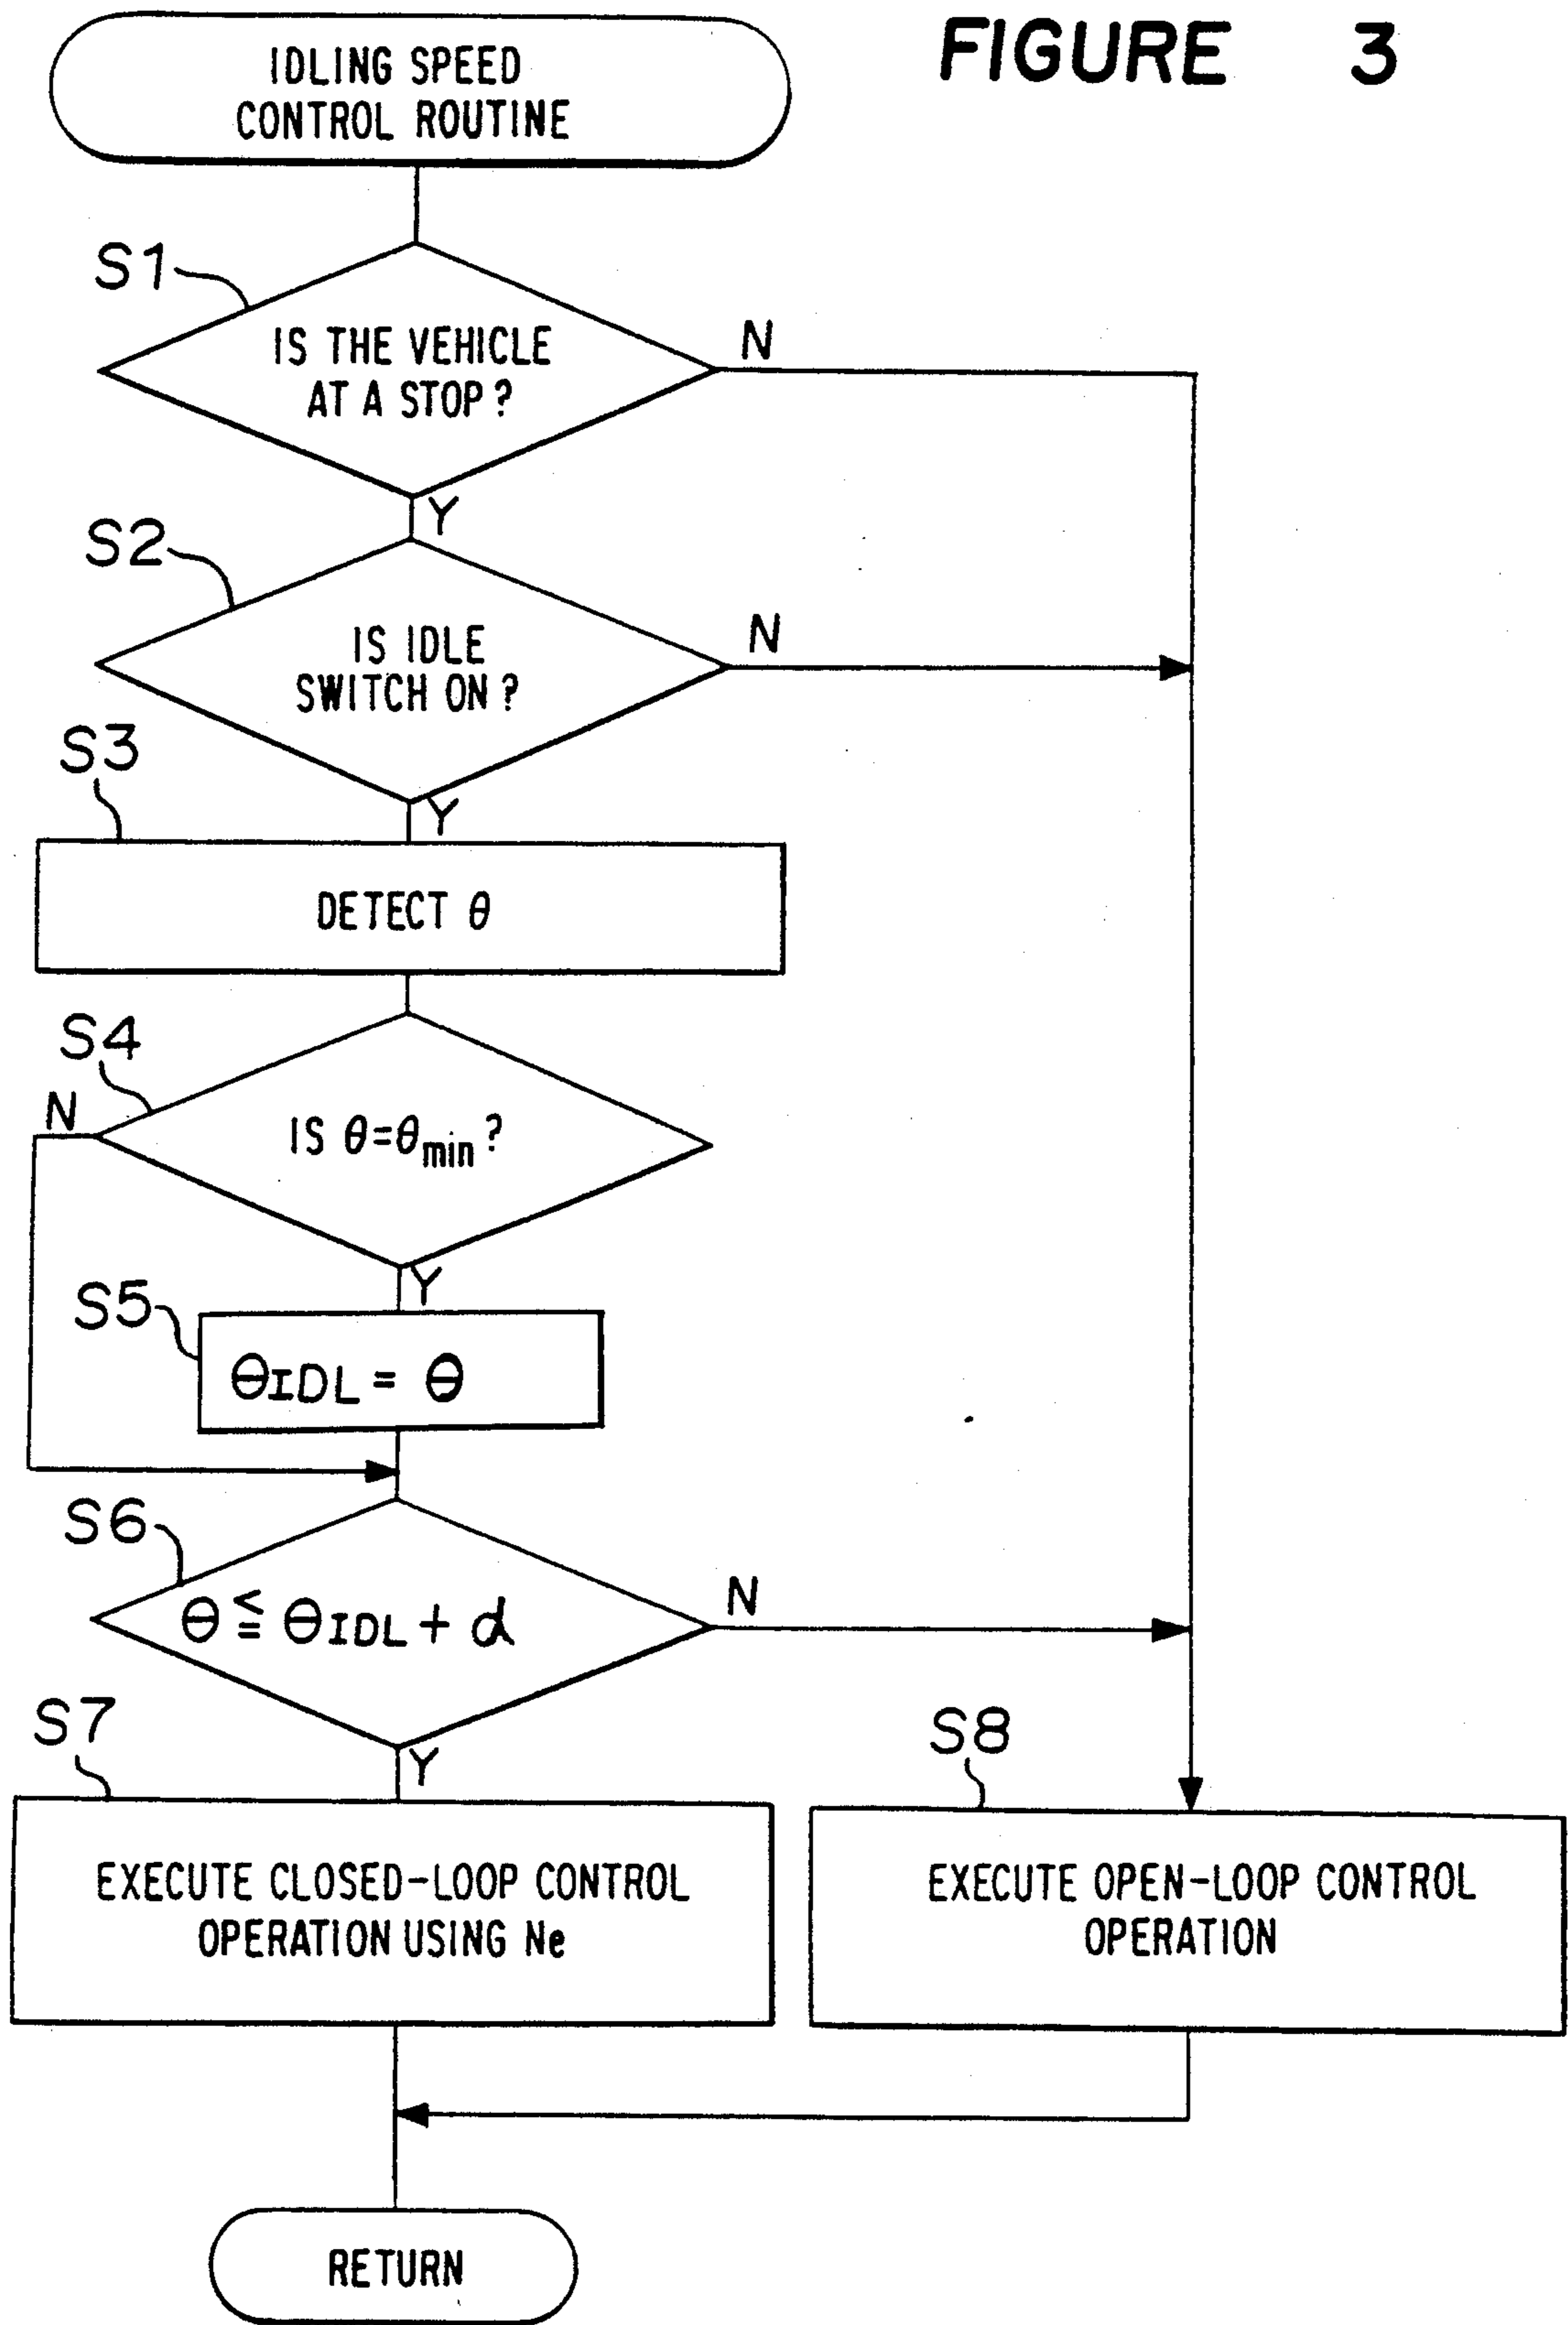 FIGURE 3
IDLING SPEED
CONTROL ROUTINE
S1
IS THE VEHICLE
AT A STOP?
N
Y
S2
IS IDLE
SWITCH ON?
N
Y
S3
DETECT θ
S4
N
IS θ=θmin?
Y
S5
θIDL = θ
S6
θ ≦ θIDL + α
N
Y
S7
EXECUTE CLOSED-LOOP CONTROL
OPERATION USING Ne
S8
EXECUTE OPEN-LOOP CONTROL
OPERATION
RETURN